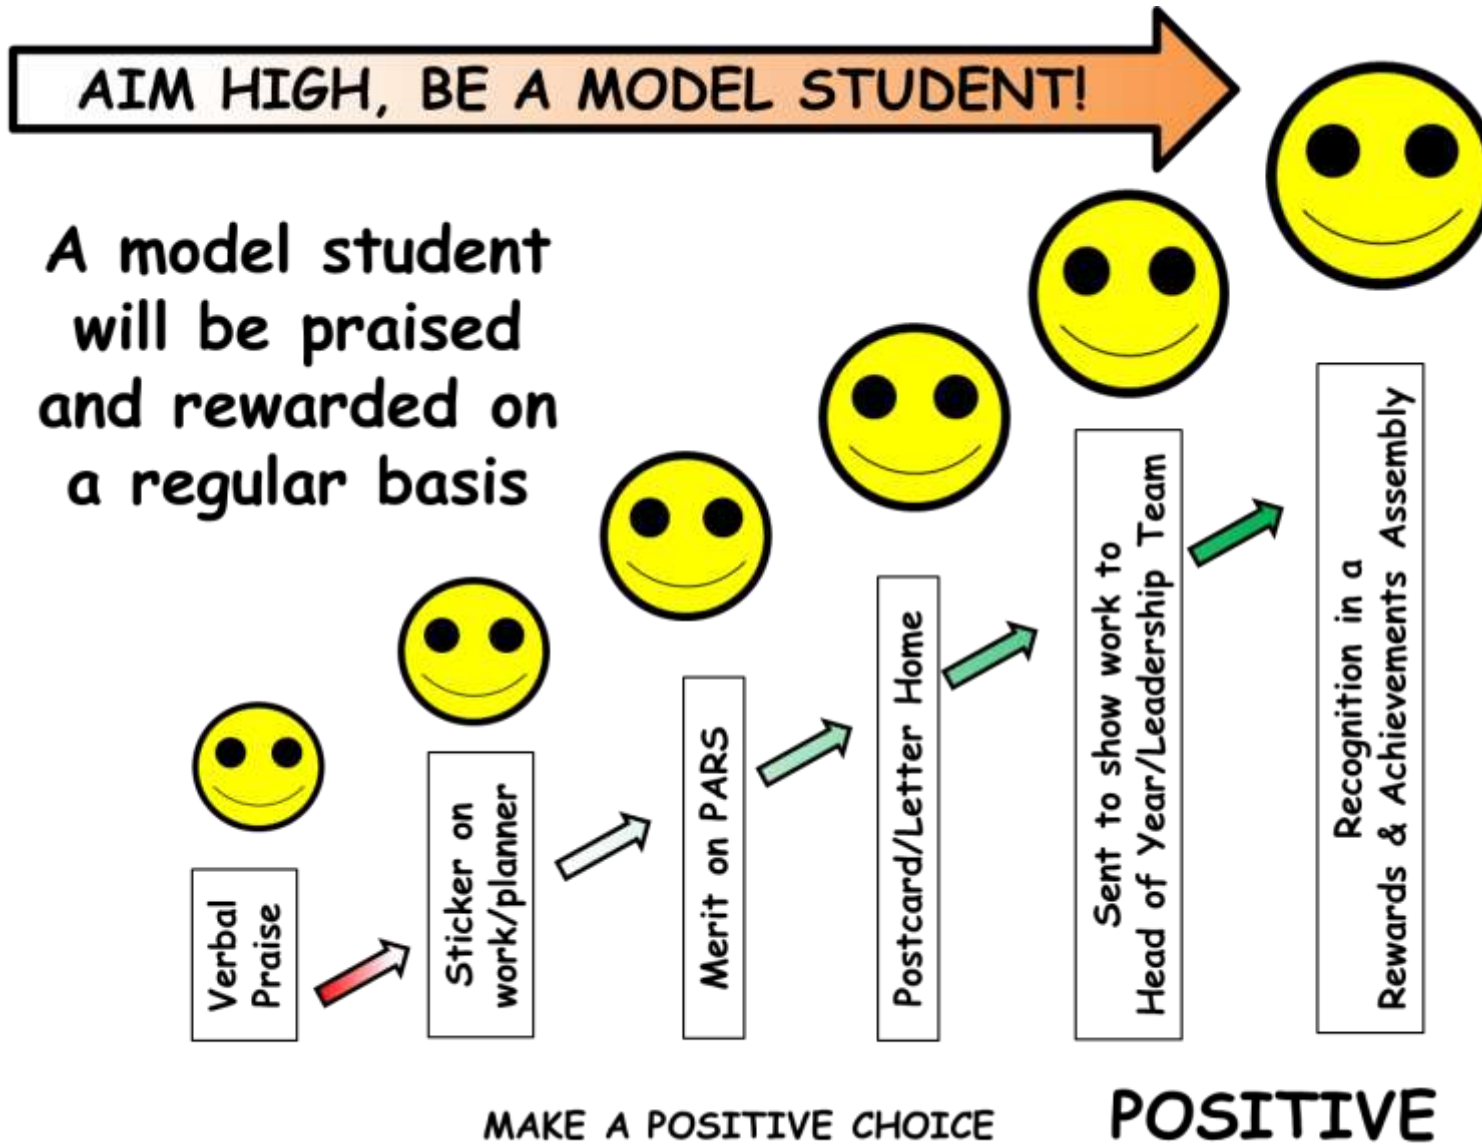 AIM HIGH, BE A MODEL STUDENT!
A model student
will be praised
and rewarded on
a regular basis
Verbal
Praise
Sticker on
work/planner
Merit on PARS
Postcard/Letter Home
Sent to show work to
Head of Year/Leadership Team
Recognition in a
Rewards & Achievements Assembly
MAKE A POSITIVE CHOICE
POSITIVE